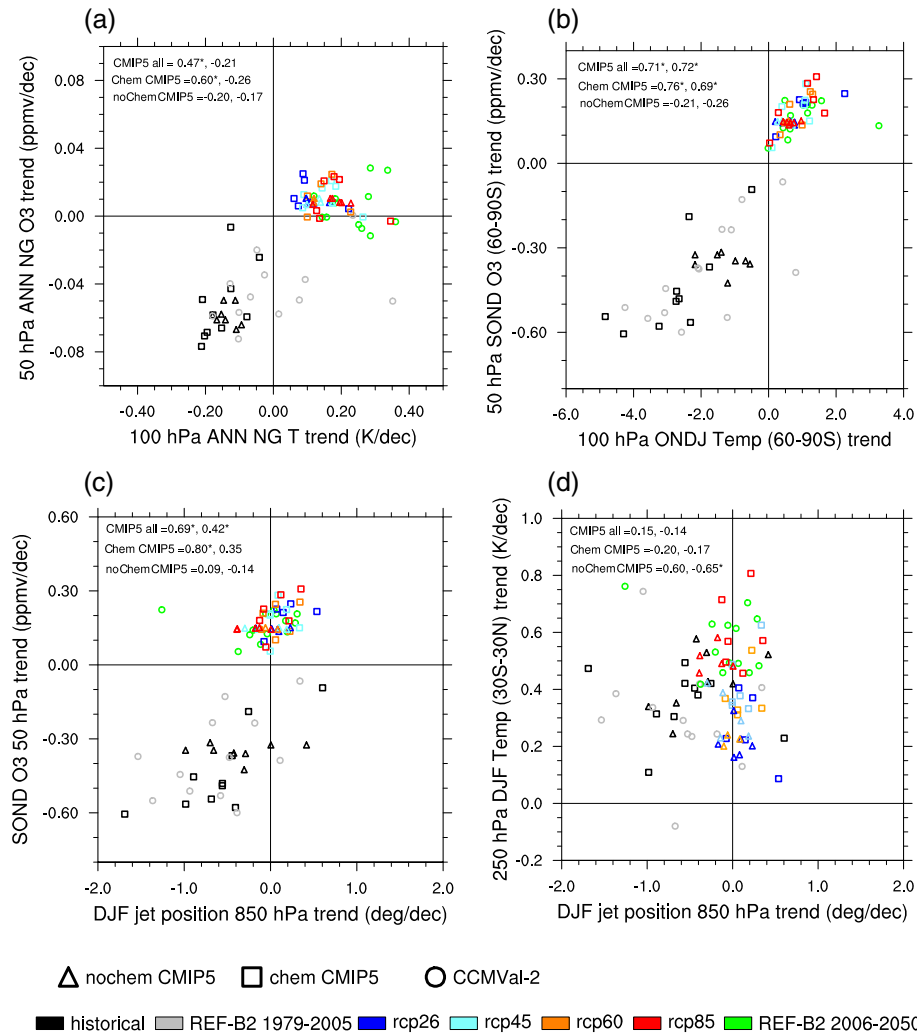 (a)
CMIP5 all = 0.47*, -0.21
Chem CMIP5 = 0.60*, -0.26
noChemCMIP5 = -0.20, -0.17
50 hPa ANN NG O3 trend (ppmv/dec)
0.08
0.04
0.00
-0.04
-0.08
-0.40 -0.20 0.00 0.20 0.40
100 hPa ANN NG T trend (K/dec)
(b)
CMIP5 all = 0.71*, 0.72*
Chem CMIP5 = 0.76*, 0.69*
noChemCMIP5 = -0.21, -0.26
50 hPa SOND O3 (60-90S) trend (ppmv/dec)
0.30
0.00
-0.30
-0.60
-6.0 -4.0 -2.0 0.0 2.0 4.0
100 hPa ONDJ Temp (60-90S) trend
(c)
CMIP5 all =0.69*, 0.42*
Chem CMIP5 =0.80*, 0.35
noChemCMIP5 =0.09, -0.14
SOND O3 50 hPa trend (ppmv/dec)
0.60
0.30
0.00
-0.30
-0.60
-2.0 -1.0 0.0 1.0 2.0
DJF jet position 850 hPa trend (deg/dec)
(d)
CMIP5 all =0.15, -0.14
Chem CMIP5 =-0.20, -0.17
noChemCMIP5 =0.60, -0.65*
250 hPa DJF Temp (30S-30N) trend (K/dec)
1.0
0.8
0.6
0.4
0.2
0.0
-0.2
-2.0 -1.0 0.0 1.0 2.0
DJF jet position 850 hPa trend (deg/dec)
nochem CMIP5 chem CMIP5 CCMVal-2
historical REF-B2 1979-2005 rcp26 rcp45 rcp60 rcp85 REF-B2 2006-205